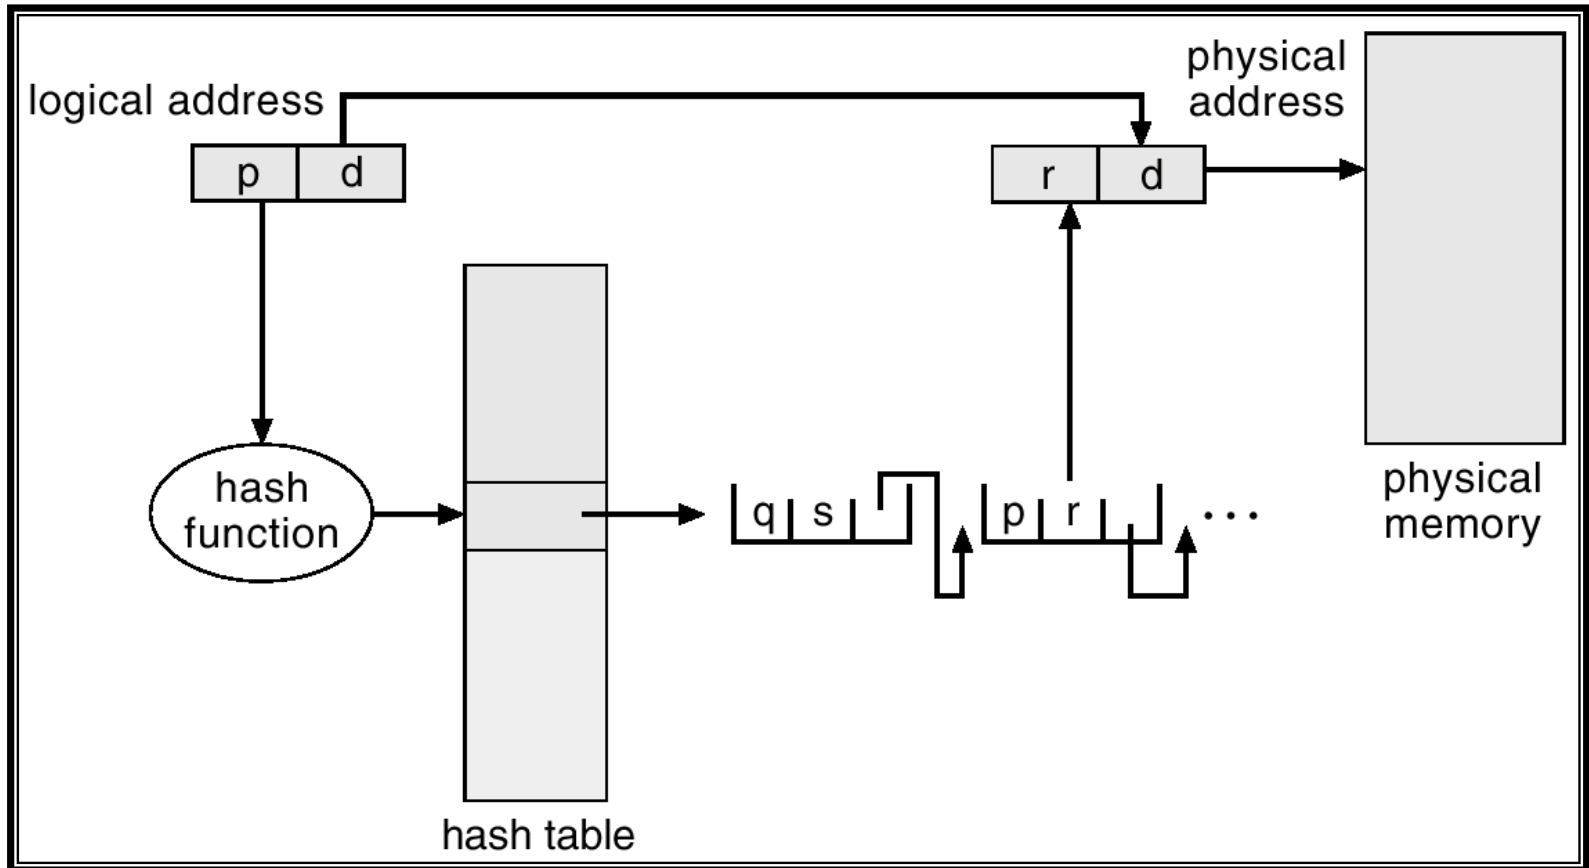 logical address
p d
physical
address
r d
hash
function
q s
p r
...
physical
memory
hash table